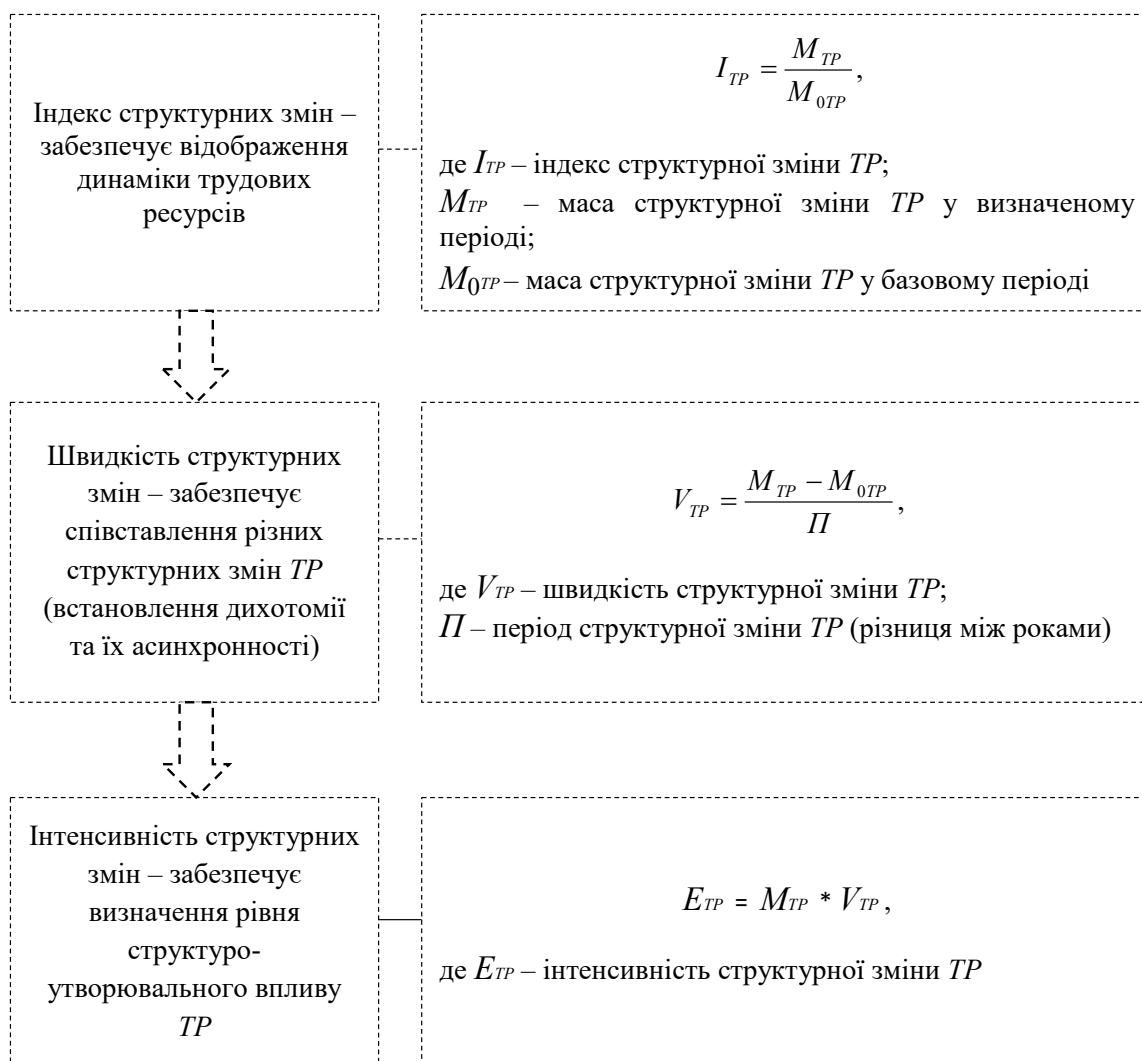 Індекс структурних змін –
забезпечує відображення
динаміки трудових
ресурсів
I_TP = M_TP / M_0TP ,
де I_TP – індекс структурної зміни TP;
M_TP – маса структурної зміни TP у визначеному
періоді;
M_0TP – маса структурної зміни TP у базовому періоді
Швидкість структурних
змін – забезпечує
співставлення різних
структурних змін TP
(встановлення дихотомії
та їх асинхронності)
V_TP = (M_TP − M_0TP) / П ,
де V_TP – швидкість структурної зміни TP;
П – період структурної зміни TP (різниця між роками)
Інтенсивність структурних
змін – забезпечує
визначення рівня
структуро-
утворювального впливу
TP
E_TP = M_TP * V_TP ,
де E_TP – інтенсивність структурної зміни TP